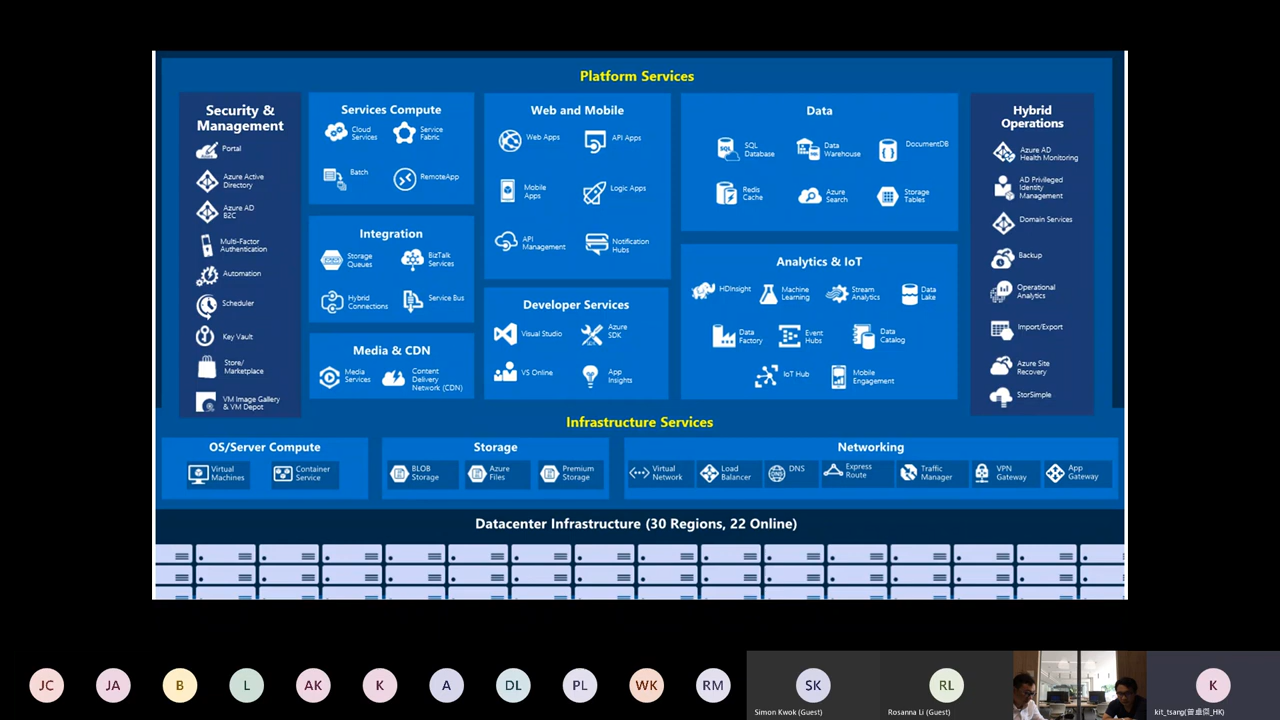 Platform Services
Security &
Management
Portal
Azure Active
Directory
Azure AD
B2C
Multi-Factor
Authentication
Automation
Scheduler
Key Vault
Store/
Marketplace
VM Image Gallery
& VM Depot
Services Compute
Cloud
Services
Service
Fabric
Batch
RemoteApp
Integration
Storage
Queues
BizTalk
Services
Hybrid
Connections
Service Bus
Media & CDN
Media
Services
Content
Delivery
Network (CDN)
Web and Mobile
Web Apps
API Apps
Mobile
Apps
Logic Apps
API
Management
Notification
Hubs
Developer Services
Visual Studio
Azure
SDK
VS Online
App
Insights
Data
SQL
Database
Data
Warehouse
DocumentDB
Redis
Cache
Azure
Search
Storage
Tables
Analytics & IoT
HDInsight
Machine
Learning
Stream
Analytics
Data
Lake
Data
Factory
Event
Hubs
Data
Catalog
IoT Hub
Mobile
Engagement
Hybrid
Operations
Azure AD
Health Monitoring
AD Privileged
Identity
Management
Domain Services
Backup
Operational
Analytics
Import/Export
Azure Site
Recovery
StorSimple
Infrastructure Services
OS/Server Compute
Virtual
Machines
Container
Service
Storage
BLOB
Storage
Azure
Files
Premium
Storage
Networking
Virtual
Network
Load
Balancer
DNS
Express
Route
Traffic
Manager
VPN
Gateway
App
Gateway
Datacenter Infrastructure (30 Regions, 22 Online)
JC
JA
B
L
AK
K
A
DL
PL
WK
RM
SK
Simon Kwok (Guest)
RL
Rosanna Li (Guest)
K
kit_tsang(曾卓傑_HK)